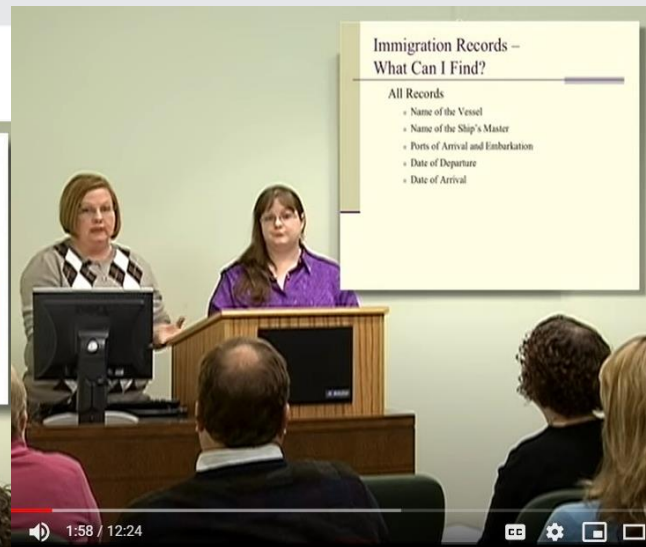 Immigration Records –
What Can I Find?
All Records
Name of the Vessel
Name of the Ship's Master
Ports of Arrival and Embarkation
Date of Departure
Date of Arrival
1:58 / 12:24
CC